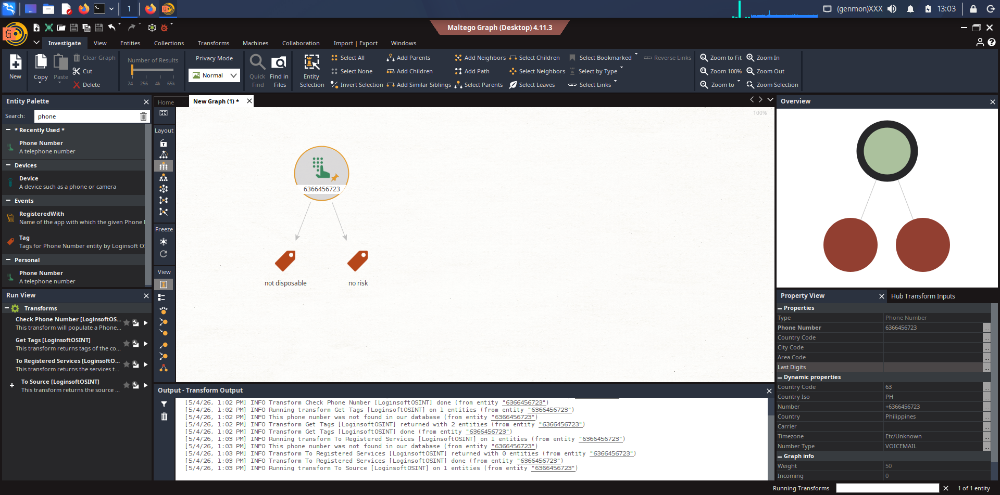 1
(genmon)XXX
13:03
Maltego Graph (Desktop) 4.11.3
Investigate View Entities Collections Transforms Machines Collaboration Import | Export Windows
New
Copy
Paste
Clear Graph
Cut
Delete
Number of Results
24 256 4k 65k
Privacy Mode
Normal
Quick Find
Find in Files
Entity Selection
Select All
Select None
Invert Selection
Add Parents
Add Children
Add Similar Siblings
Add Neighbors
Add Path
Select Parents
Select Children
Select Neighbors
Select Leaves
Select Bookmarked
Select by Type
Select Links
Reverse Links
Zoom to Fit
Zoom 100%
Zoom to
Zoom In
Zoom Out
Zoom Selection
Entity Palette
Search: phone
* Recently Used *
Phone Number
A telephone number
Devices
Device
A device such as a phone or camera
Events
RegisteredWith
Name of the app with which the given Phone
Tag
Tags for Phone Number entity by Loginsoft O
Personal
Phone Number
A telephone number
Run View
Transforms
Check Phone Number [LoginsoftOS...
This transform will populate a Phone...
Get Tags [LoginsoftOSINT]
This transform returns tags of the co...
To Registered Services [LoginsoftO...
This transform returns the services t...
To Source [LoginsoftOSINT]
This transform returns the source ...
Home
New Graph (1) *
Layout
Freeze
View
100%
6366456723
not disposable
no risk
Output - Transform Output
[5/4/26, 1:02 PM] INFO Transform Check Phone Number [LoginsoftOSINT] done (from entity "6366456723")
[5/4/26, 1:02 PM] INFO Running transform Get Tags [LoginsoftOSINT] on 1 entities (from entity "6366456723")
[5/4/26, 1:02 PM] INFO This phone number was not found in our database (from entity "6366456723")
[5/4/26, 1:02 PM] INFO Transform Get Tags [LoginsoftOSINT] returned with 2 entities (from entity "6366456723")
[5/4/26, 1:02 PM] INFO Transform Get Tags [LoginsoftOSINT] done (from entity "6366456723")
[5/4/26, 1:03 PM] INFO Running transform To Registered Services [LoginsoftOSINT] on 1 entities (from entity "6366456723")
[5/4/26, 1:03 PM] INFO This phone number was not found in our database (from entity "6366456723")
[5/4/26, 1:03 PM] INFO Transform To Registered Services [LoginsoftOSINT] returned with 0 entities (from entity "6366456723")
[5/4/26, 1:03 PM] INFO Transform To Registered Services [LoginsoftOSINT] done (from entity "6366456723")
[5/4/26, 1:03 PM] INFO Running transform To Source [LoginsoftOSINT] on 1 entities (from entity "6366456723")
Overview
Property View
Hub Transform Inputs
Properties
Type Phone Number
Phone Number 6366456723
Country Code
City Code
Area Code
Last Digits
Dynamic properties
Country Code 63
Country Iso PH
Number +6366456723
Country Philippines
Carrier
Timezone Etc/Unknown
Number Type VOICEMAIL
Graph info
Weight 50
Incoming 0
Running Transforms
1 of 1 entity